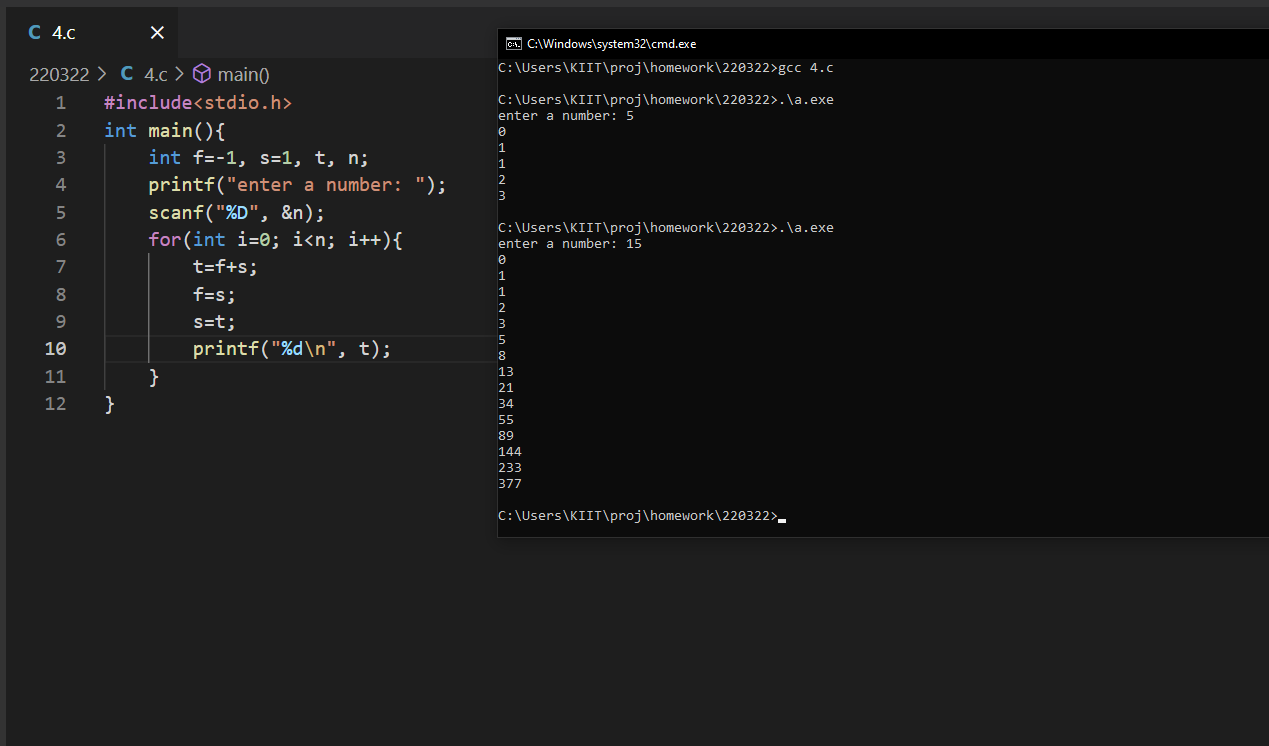 C 4.c ×
220322 > C 4.c > main()
1 #include<stdio.h>
2 int main(){
3     int f=-1, s=1, t, n;
4     printf("enter a number: ");
5     scanf("%D", &n);
6     for(int i=0; i<n; i++){
7         t=f+s;
8         f=s;
9         s=t;
10         printf("%d\n", t);
11     }
12 }
C:\Windows\system32\cmd.exe
C:\Users\KIIT\proj\homework\220322>gcc 4.c
C:\Users\KIIT\proj\homework\220322>.\a.exe
enter a number: 5
0
1
1
2
3
C:\Users\KIIT\proj\homework\220322>.\a.exe
enter a number: 15
0
1
1
2
3
5
8
13
21
34
55
89
144
233
377
C:\Users\KIIT\proj\homework\220322>